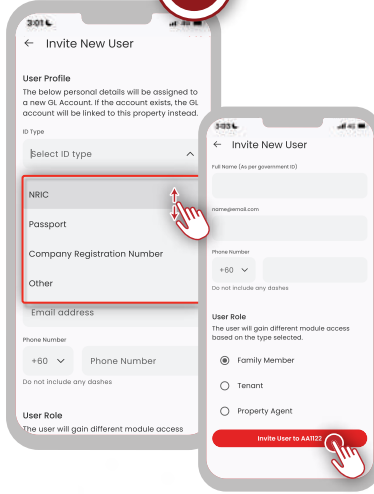 3:01
Invite New User
User Profile
The below personal details will be assigned to
a new GL Account. If the account exists, the GL
account will be linked to this property instead.
ID Type
Select ID type
NRIC
Passport
Company Registration Number
Other
Email address
Phone Number
+60
Phone Number
Do not include any dashes
User Role
The user will gain different module access
3:03
Invite New User
Full Name (As per government ID)
name@email.com
Phone Number
+60
Do not include any dashes
User Role
The user will gain different module access
based on the type selected.
Family Member
Tenant
Property Agent
Invite User to AA1122